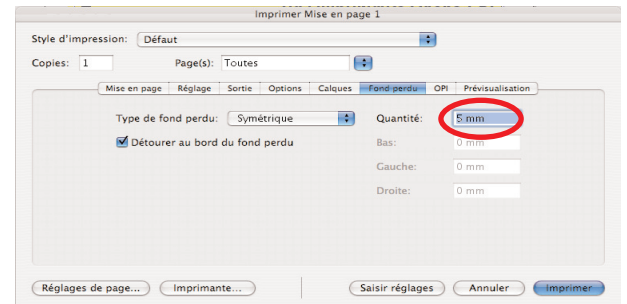 Imprimer Mise en page 1
Style d'impression: Défaut
Copies: 1 Page(s): Toutes
Mise en page Réglage Sortie Options Calques Fond perdu OPI Prévisualisation
Type de fond perdu: Symétrique Quantité: 5 mm
Détourer au bord du fond perdu Bas: 0 mm
Gauche: 0 mm
Droite: 0 mm
Réglages de page... Imprimante... Saisir réglages Annuler Imprimer